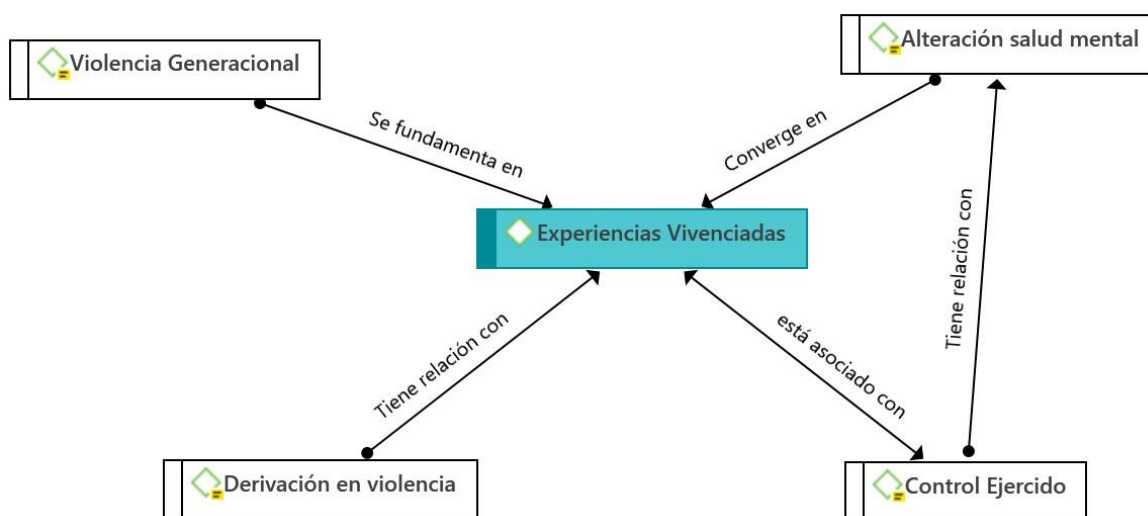 Violencia Generacional
Alteración salud mental
Se fundamenta en
Converge en
Experiencias Vivenciadas
Tiene relación con
está asociado con
Tiene relación con
Derivación en violencia
Control Ejercido